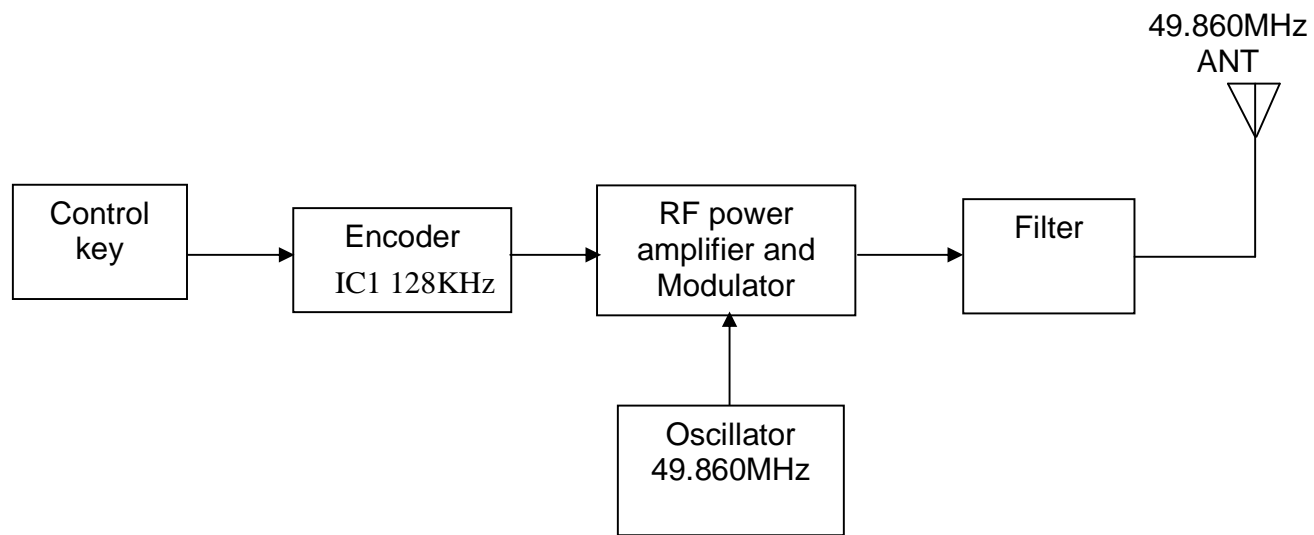 49.860MHz
ANT
Control
key
Encoder
IC1 128KHz
RF power
amplifier and
Modulator
Filter
Oscillator
49.860MHz